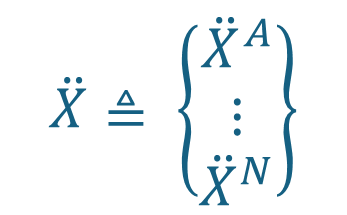 Ẍ ≜ { Ẍ^A
⋮
Ẍ^N }